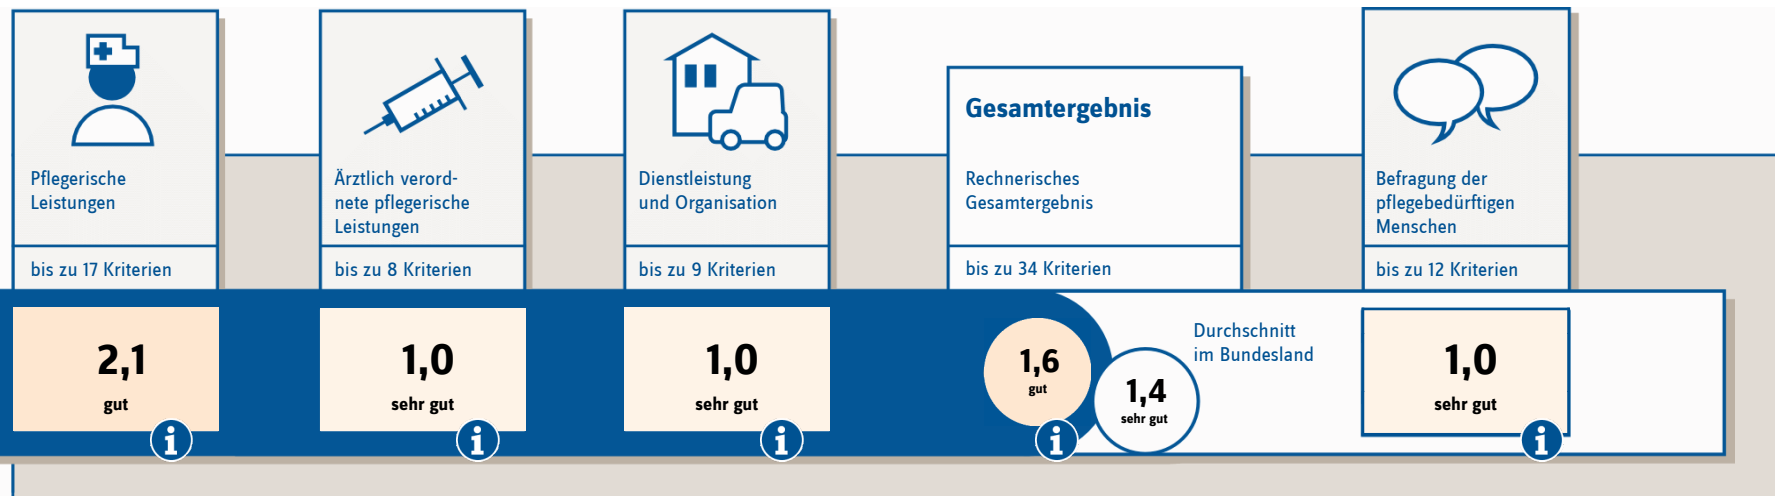 Pflegerische
Leistungen
bis zu 17 Kriterien
2,1
gut
i
Ärztlich verord-
nete pflegerische
Leistungen
bis zu 8 Kriterien
1,0
sehr gut
i
Dienstleistung
und Organisation
bis zu 9 Kriterien
1,0
sehr gut
i
Gesamtergebnis
Rechnerisches
Gesamtergebnis
bis zu 34 Kriterien
1,6
gut
i
1,4
sehr gut
Durchschnitt
im Bundesland
Befragung der
pflegebedürftigen
Menschen
bis zu 12 Kriterien
1,0
sehr gut
i